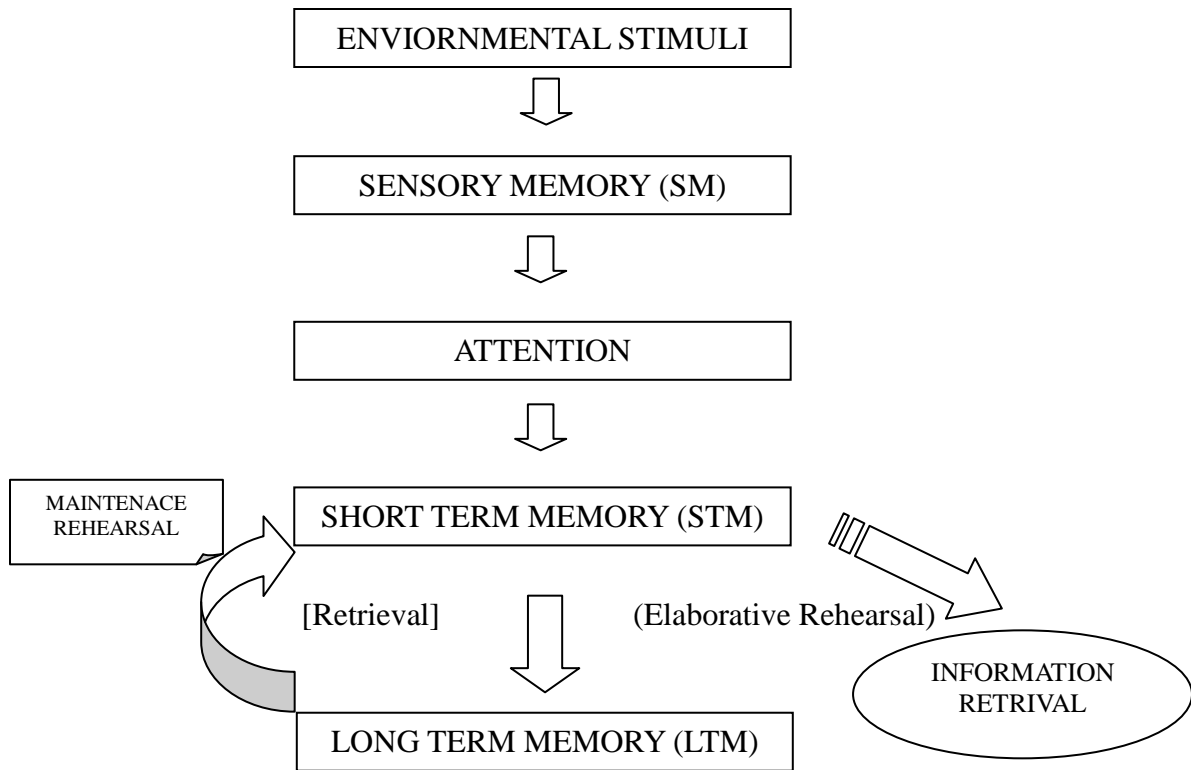 ENVIORNMENTAL STIMULI
SENSORY MEMORY (SM)
ATTENTION
MAINTENACE
REHEARSAL
SHORT TERM MEMORY (STM)
[Retrieval]
(Elaborative Rehearsal)
INFORMATION
RETRIVAL
LONG TERM MEMORY (LTM)